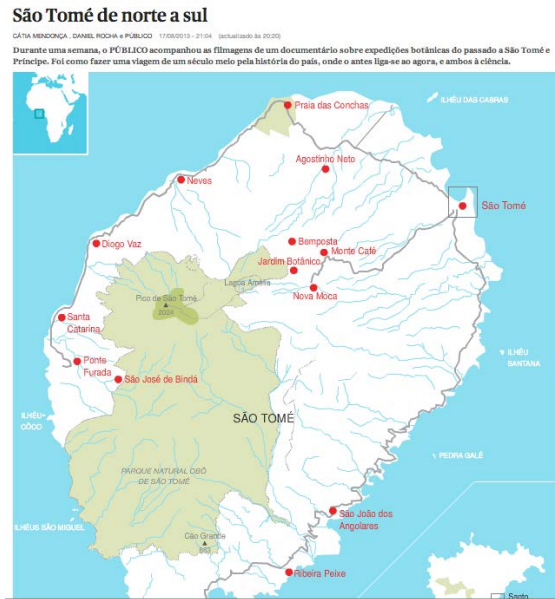 São Tomé de norte a sul
CÁTIA MENDONÇA , DANIEL ROCHA e PÚBLICO 17/08/2013 - 21:04 (actualizado às 20:20)
Durante uma semana, o PÚBLICO acompanhou as filmagens de um documentário sobre expedições botânicas do passado a São Tomé e
Príncipe. Foi como fazer uma viagem de um século meio pela história do país, onde o antes liga-se ao agora, e ambos à ciência.
ILHÉU DAS CABRAS
Praia das Conchas
Agostinho Neto
Neves
São Tomé
Diogo Vaz
Bemposta
Monte Café
Jardim Botânico
Lagoa Amélia
Nova Moca
Pico de São Tomé
2024
Santa
Catarina
Ponte
Furada
São José de Bindá
ILHÉU
SANTANA
ILHÉU-
CÔCO
SÃO TOMÉ
PEDRA GALÉ
PARQUE NATURAL OBÔ
DE SÃO TOMÉ
São João dos
Angolares
ILHÉUS SÃO MIGUEL
Cão Grande
663
Ribeira Peixe
Santo